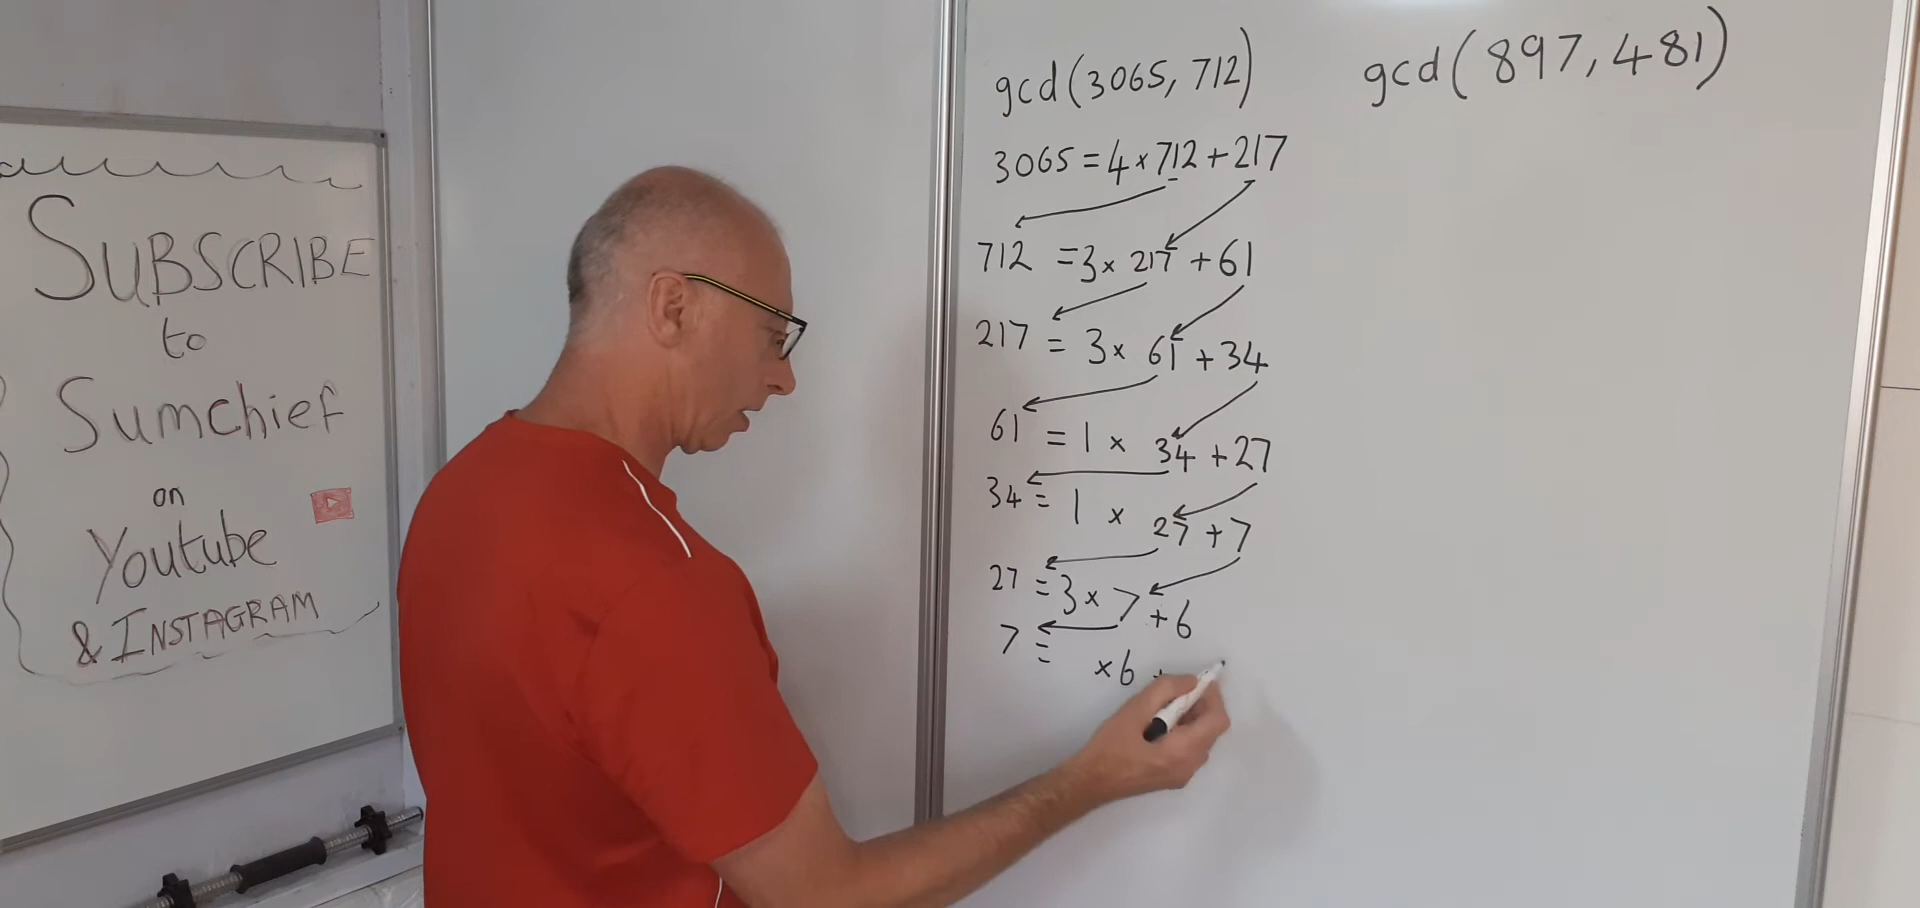 SUBSCRIBE
to
Sumchief
on
Youtube
& INSTAGRAM
gcd(3065, 712)
3065 = 4 × 712 + 217
712 = 3 × 217 + 61
217 = 3 × 61 + 34
61 = 1 × 34 + 27
34 = 1 × 27 + 7
27 = 3 × 7 + 6
7 = × 6 +
gcd(897, 481)